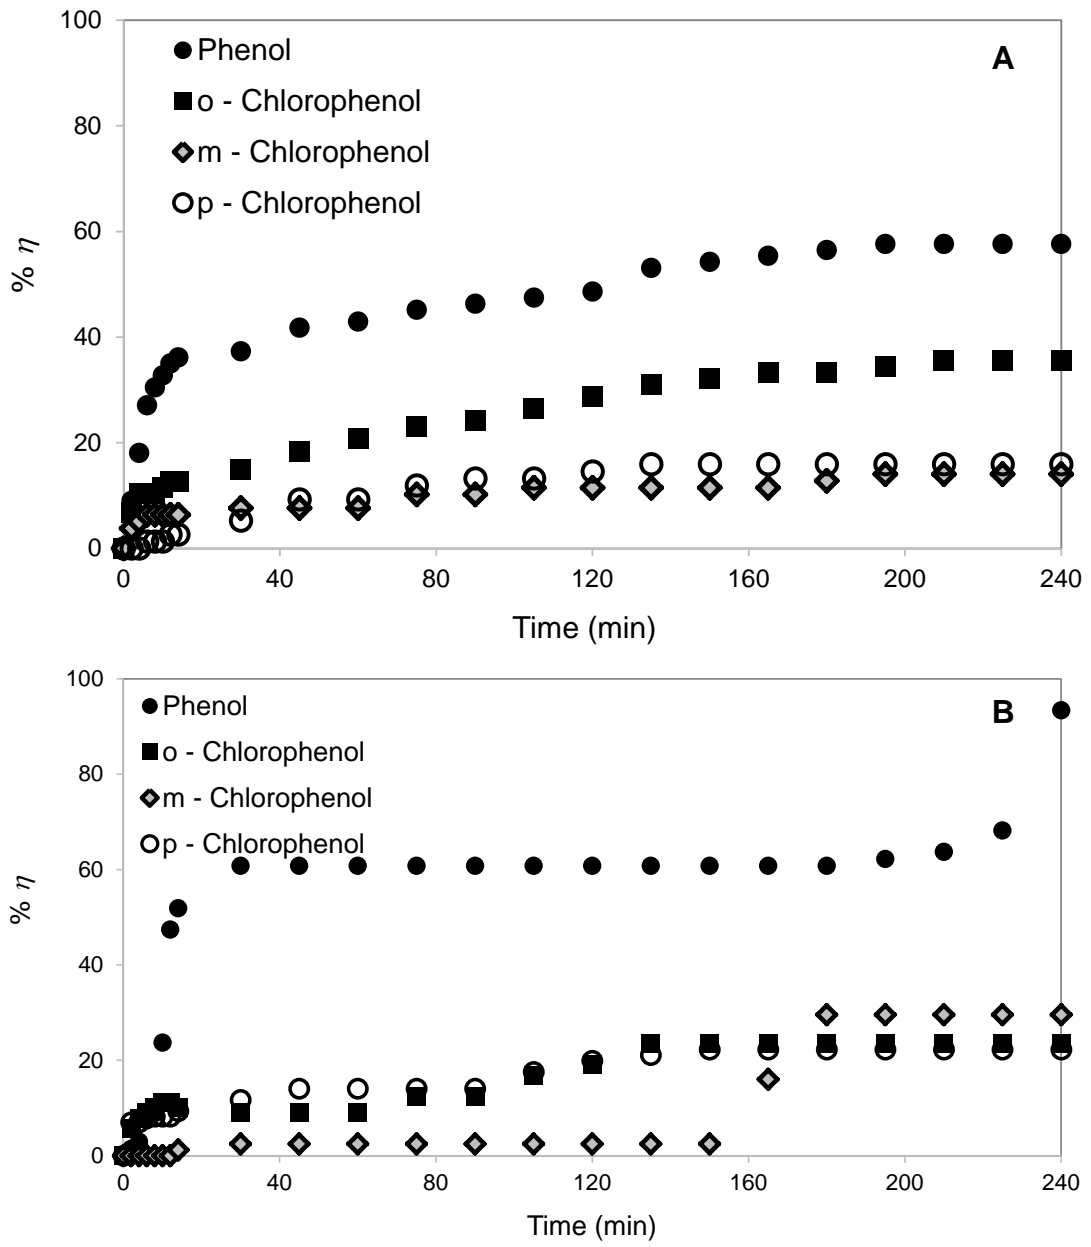 100
80
60
40
20
0
% η
Phenol
o - Chlorophenol
m - Chlorophenol
p - Chlorophenol
A
0 40 80 120 160 200 240
Time (min)
100
80
60
40
20
0
% η
Phenol
o - Chlorophenol
m - Chlorophenol
p - Chlorophenol
B
0 40 80 120 160 200 240
Time (min)